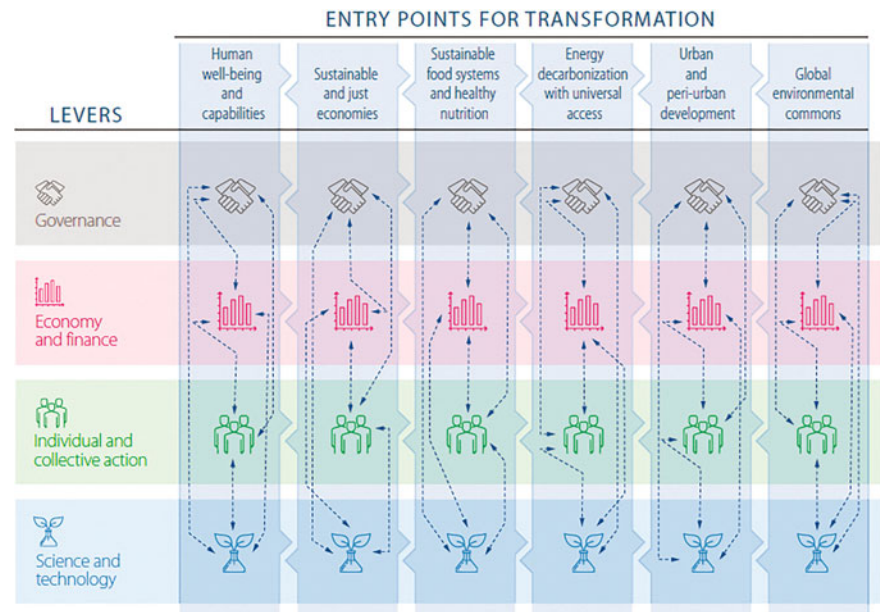 ENTRY POINTS FOR TRANSFORMATION
LEVERS
Human
well-being
and
capabilities
Sustainable
and just
economies
Sustainable
food systems
and healthy
nutrition
Energy
decarbonization
with universal
access
Urban
and
peri-urban
development
Global
environmental
commons
Governance
Economy
and finance
Individual and
collective action
Science and
technology